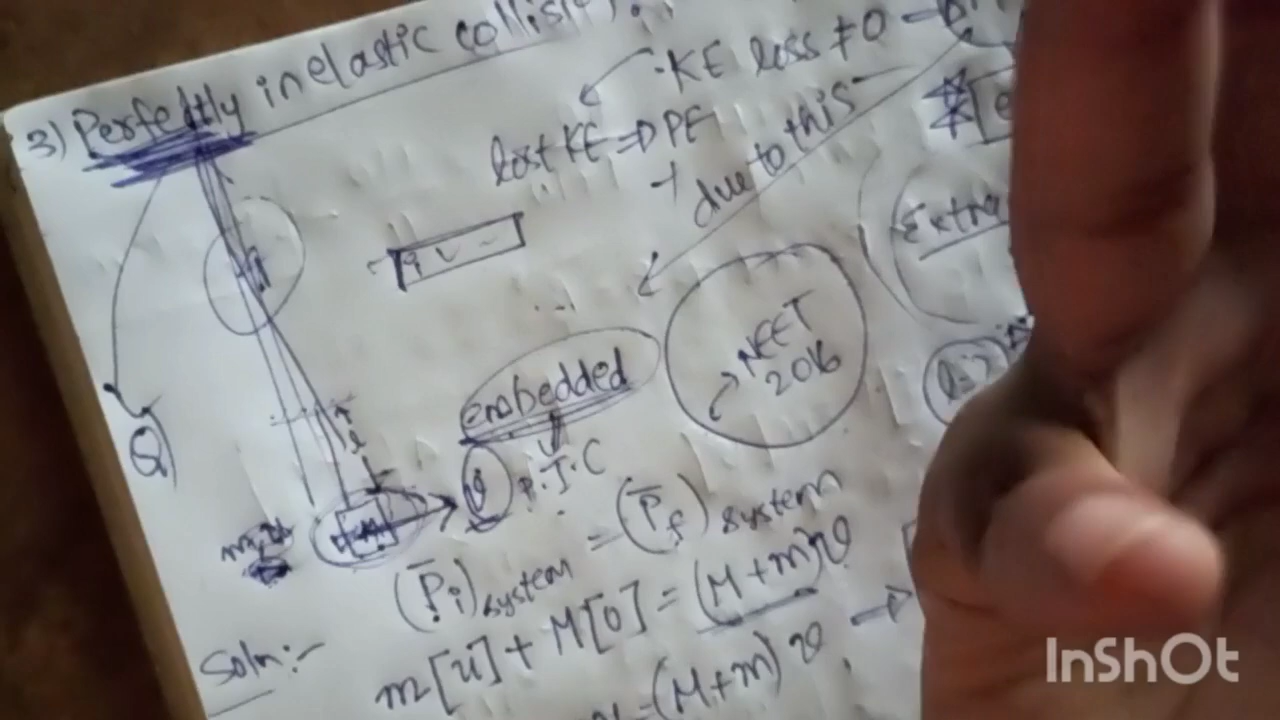 3) Perfectly inelastic collision.
KE loss ≠ 0
lost KE ⇒ PE
due to this
Extra
NEET
2016
embedded
P.I.C
Q
M
(P̄i)system = (P̄f)system
Soln:-
m[u] + M[0] = (M+m)v
= (M+m)v
InShOt